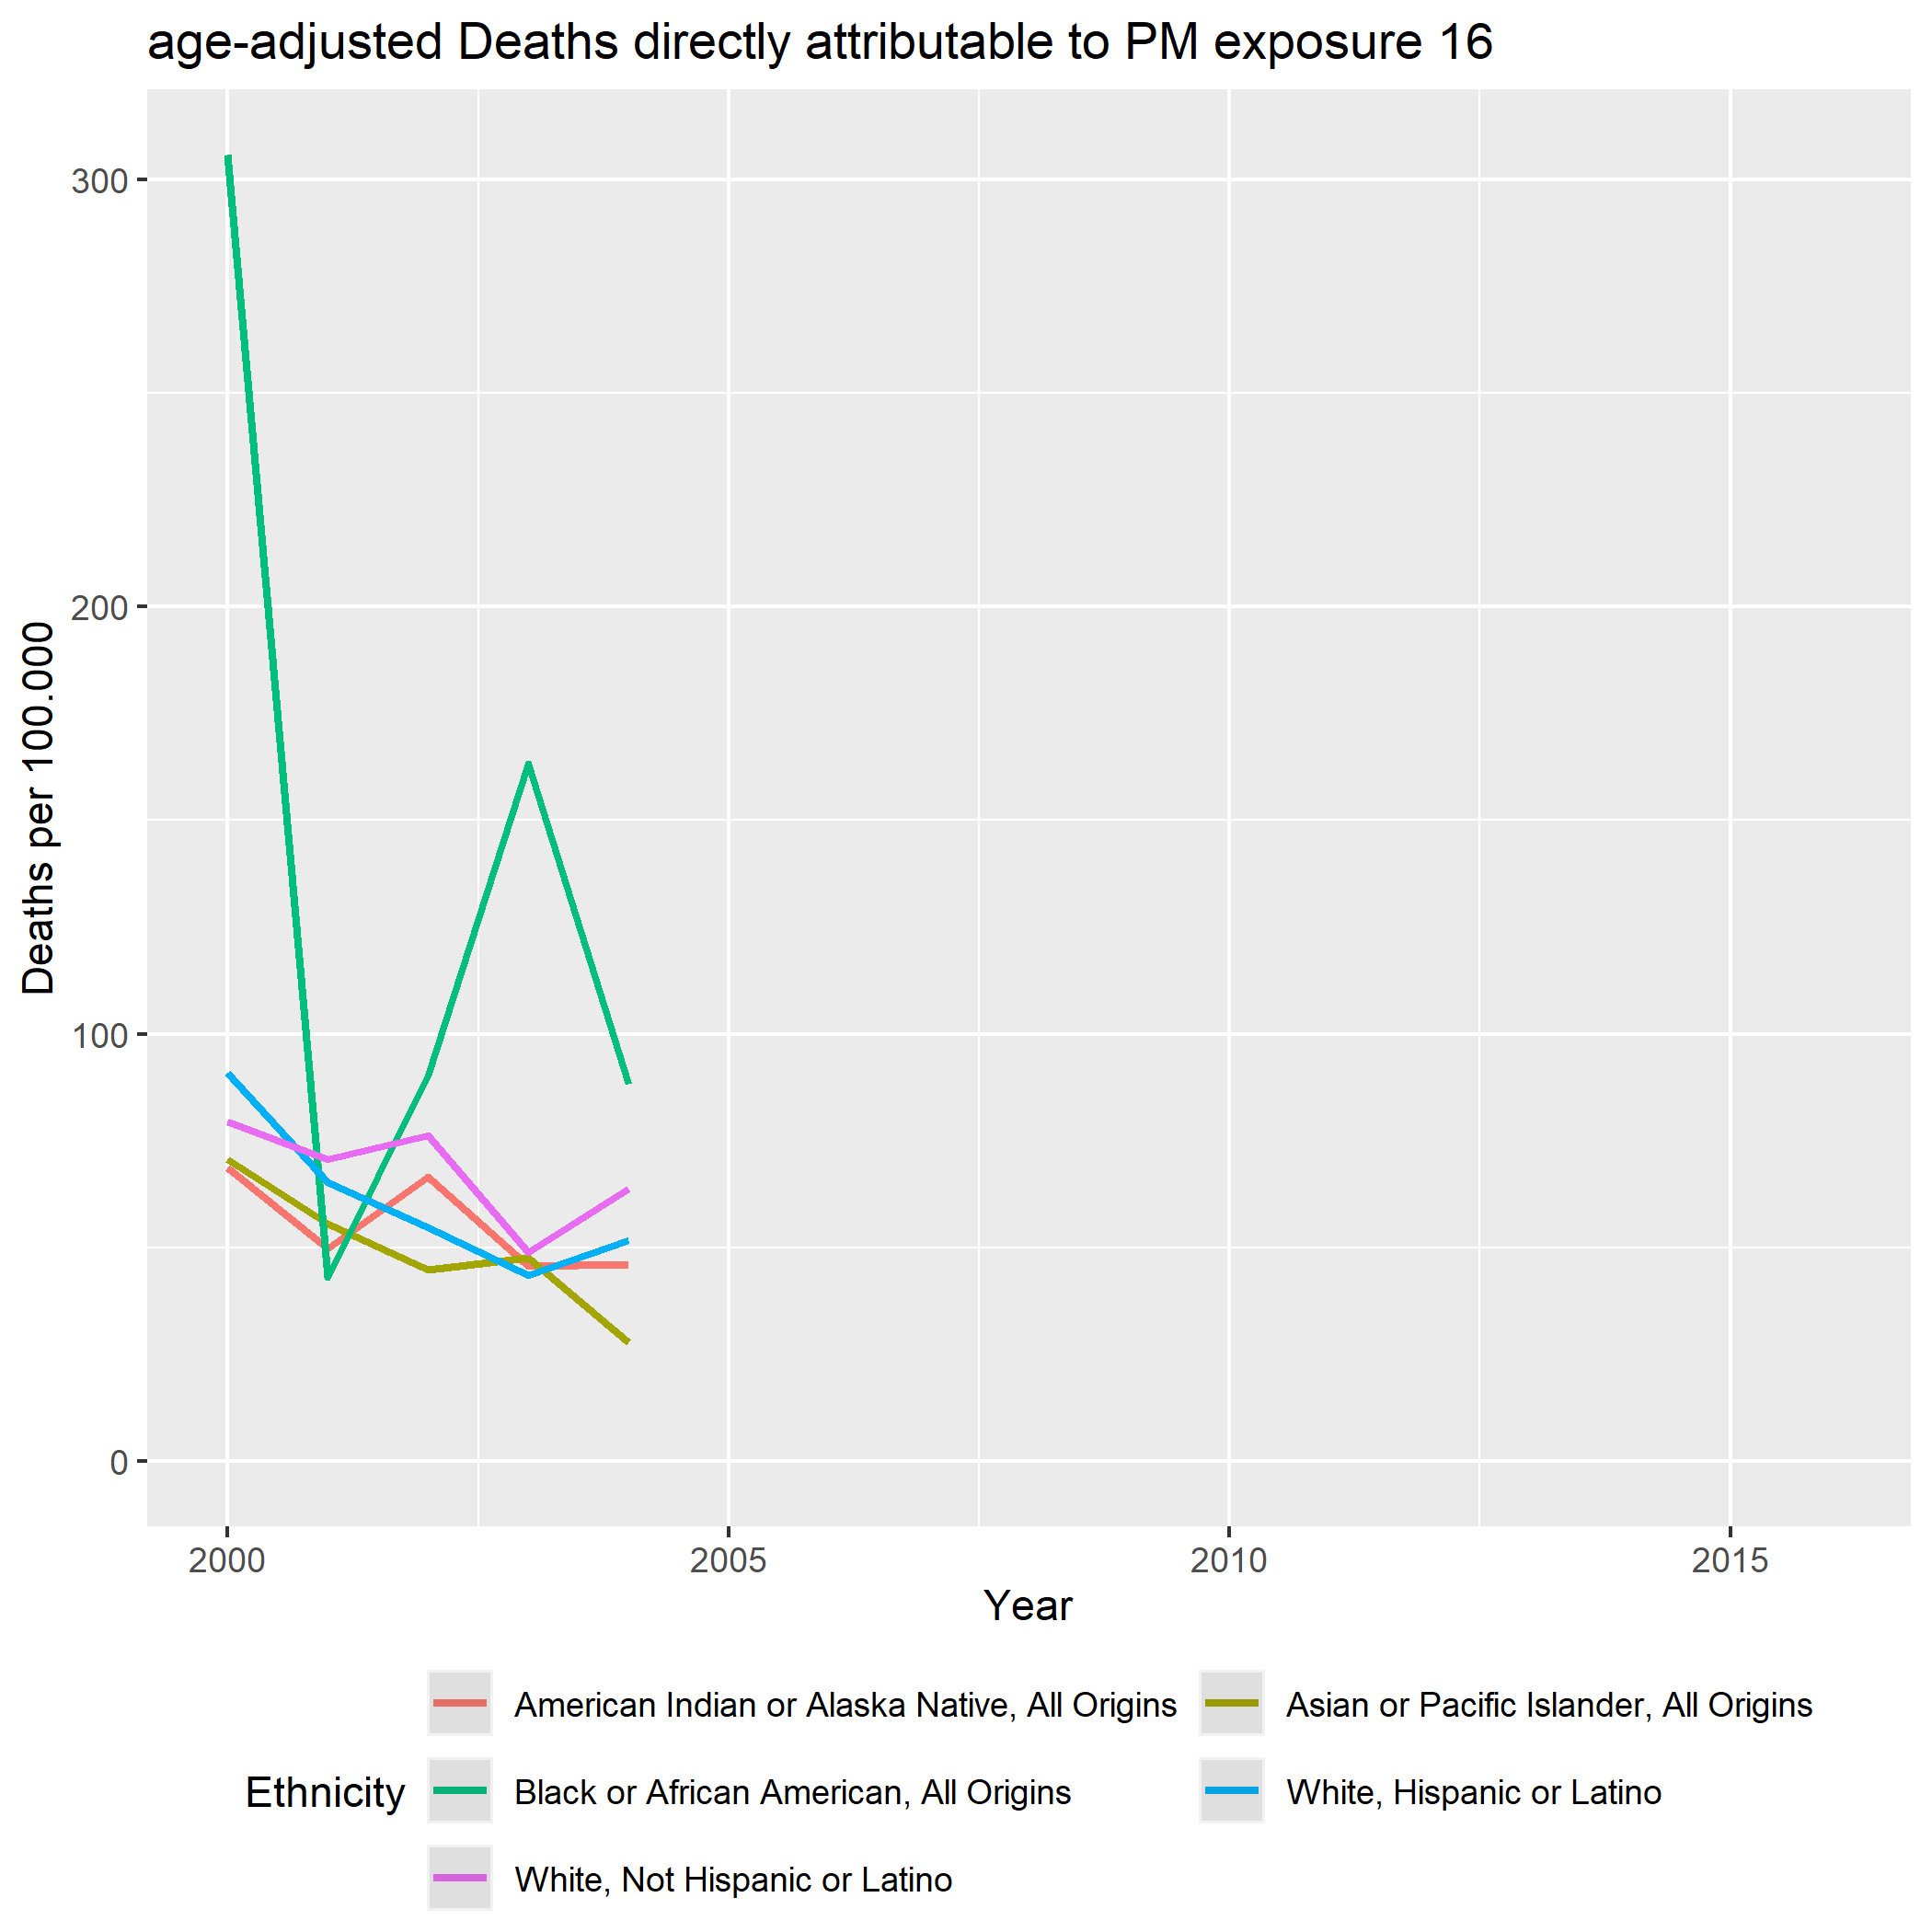 age-adjusted Deaths directly attributable to PM exposure 16
Deaths per 100.000
300
200
100
0
2000 2005 2010 2015
Year
Ethnicity
American Indian or Alaska Native, All Origins
Asian or Pacific Islander, All Origins
Black or African American, All Origins
White, Hispanic or Latino
White, Not Hispanic or Latino